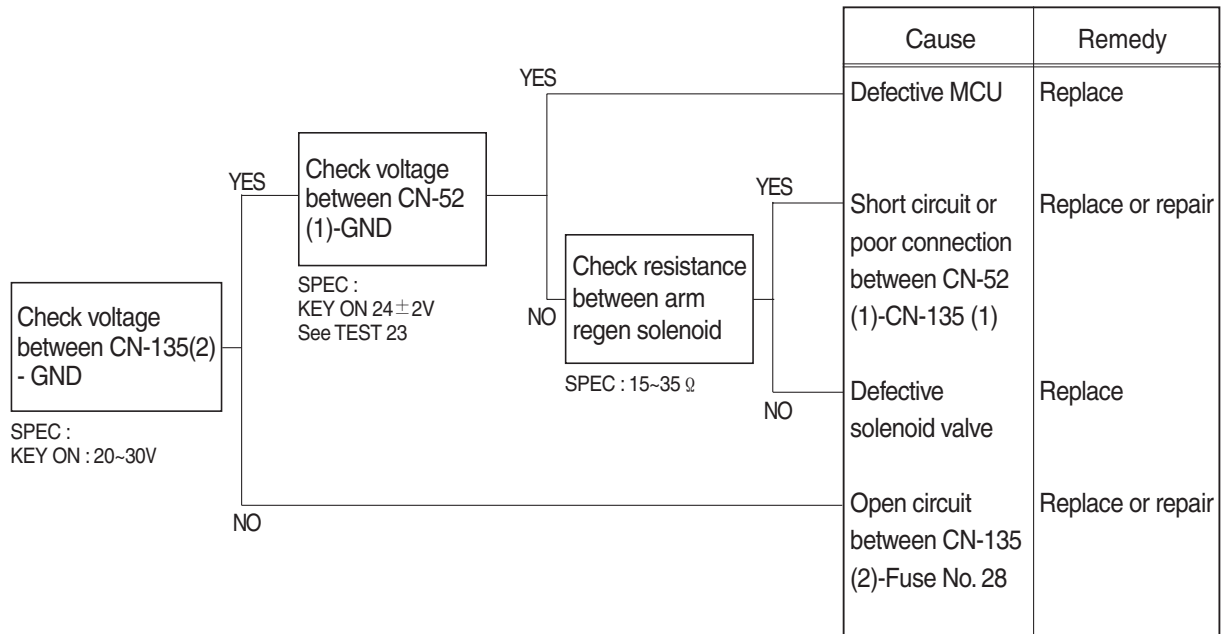 Cause
Remedy
YES
Defective MCU
Replace
Check voltage
between CN-52
(1)-GND
YES
YES
Short circuit or
poor connection
between CN-52
(1)-CN-135 (1)
Replace or repair
SPEC :
KEY ON 24±2V
See TEST 23
Check resistance
between arm
regen solenoid
NO
SPEC : 15~35 Ω
Check voltage
between CN-135(2)
- GND
SPEC :
KEY ON : 20~30V
NO
Defective
solenoid valve
Replace
NO
Open circuit
between CN-135
(2)-Fuse No. 28
Replace or repair